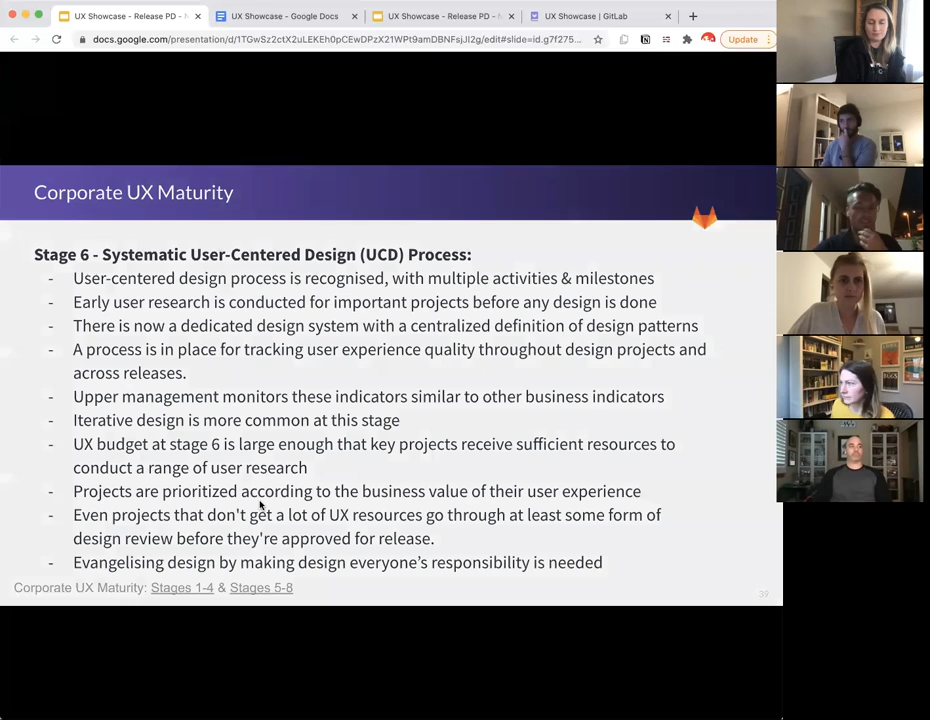 UX Showcase - Release PD - N
UX Showcase - Google Docs
UX Showcase - Release PD - N
UX Showcase | GitLab
docs.google.com/presentation/d/1TGwSz2ctX2uLEKEh0pCEwDPzX21WPt9amDBNFsjJI2g/edit#slide=id.g7f275...
Update
Corporate UX Maturity
Stage 6 - Systematic User-Centered Design (UCD) Process:
- User-centered design process is recognised, with multiple activities & milestones
- Early user research is conducted for important projects before any design is done
- There is now a dedicated design system with a centralized definition of design patterns
- A process is in place for tracking user experience quality throughout design projects and
across releases.
- Upper management monitors these indicators similar to other business indicators
- Iterative design is more common at this stage
- UX budget at stage 6 is large enough that key projects receive sufficient resources to
conduct a range of user research
- Projects are prioritized according to the business value of their user experience
- Even projects that don't get a lot of UX resources go through at least some form of
design review before they're approved for release.
- Evangelising design by making design everyone’s responsibility is needed
Corporate UX Maturity: Stages 1-4 & Stages 5-8
39